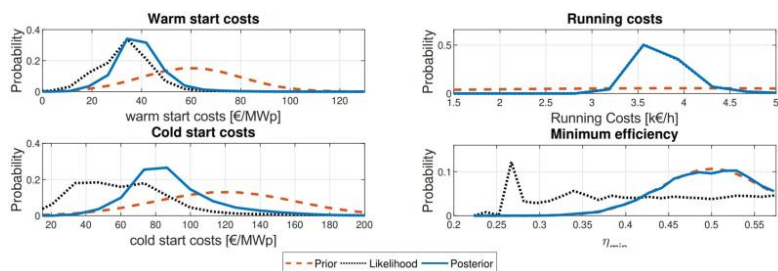 Warm start costs
Probability
0.4
0.2
0
0 20 40 60 80 100 120
warm start costs [€/MWp]
Running costs
Probability
0.5
0
1.5 2 2.5 3 3.5 4 4.5 5
Running Costs [k€/h]
Cold start costs
Probability
0.4
0.2
0
20 40 60 80 100 120 140 160 180 200
cold start costs [€/MWp]
Minimum efficiency
Probability
0.1
0
0.2 0.25 0.3 0.35 0.4 0.45 0.5 0.55
η min
Prior Likelihood Posterior